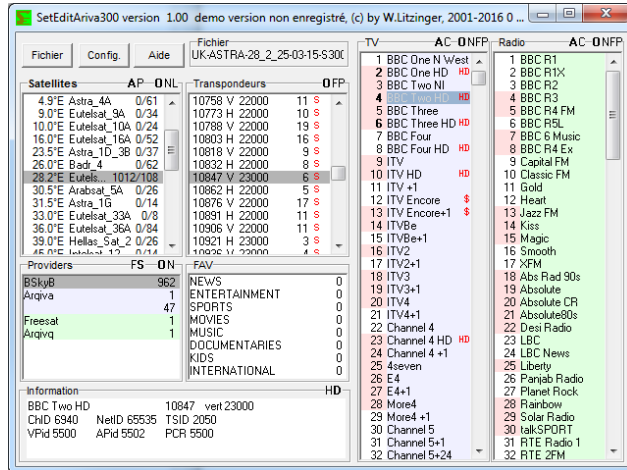 SetEditAriva300 version 1.00 demo version non enregistré, (c) by W.Litzinger, 2001-2016 0 ...
Fichier
Config.
Aide
Fichier
UK-ASTRA-28_2_25-03-15-S300
Satellites AP ONL
4.9°E Astra_4A 0/61
9.0°E Eutelsat_9A 0/34
10.0°E Eutelsat_10A 0/24
16.0°E Eutelsat_16A 0/52
23.5°E Astra_1D_3B 0/37
26.0°E Badr_4 0/62
28.2°E Eutels... 1012/108
30.5°E Arabsat_5A 0/26
31.5°E Astra_1G 0/14
33.0°E Eutelsat_33A 0/8
36.0°E Eutelsat_36A 0/84
39.0°E Hellas_Sat_2 0/26
45.0°E Intelsat_12 0/14
Transpondeurs OFP
10758 V 22000 11 S
10773 H 22000 10 S
10788 V 22000 19 S
10803 H 22000 16 S
10818 V 22000 9 S
10832 H 22000 8 S
10847 V 23000 6 S
10862 H 22000 5 S
10876 V 22000 17 S
10891 H 22000 11 S
10906 V 22000 11 S
10921 H 23000 3 S
10936 V 23000 4 S
Providers FS ON
BSkyB 962
Arqiva 1
47
Freesat 1
Arqivq 1
FAV
NEWS 0
ENTERTAINMENT 0
SPORTS 0
MOVIES 0
MUSIC 0
DOCUMENTARIES 0
KIDS 0
INTERNATIONAL 0
Information HD
BBC Two HD 10847 vert 23000
ChID 6940 NetID 65535 TSID 2050
VPid 5500 APid 5502 PCR 5500
TV AC ONFP
1 BBC One N West
2 BBC One HD HD
3 BBC Two NI
4 BBC Two HD HD
5 BBC Three
6 BBC Three HD HD
7 BBC Four
8 BBC Four HD HD
9 ITV
10 ITV HD HD
11 ITV +1
12 ITV Encore $
13 ITV Encore+1 $
14 ITVBe
15 ITVBe+1
16 ITV2
17 ITV2+1
18 ITV3
19 ITV3+1
20 ITV4
21 ITV4+1
22 Channel 4
23 Channel 4 HD HD
24 Channel 4 +1
25 4seven
26 E4
27 E4+1
28 More4
29 More4 +1
30 Channel 5
31 Channel 5+1
32 Channel 5+24
Radio AC ONFP
1 BBC R1
2 BBC R1X
3 BBC R2
4 BBC R3
5 BBC R4 FM
6 BBC R5L
7 BBC 6 Music
8 BBC R4 Ex
9 Capital FM
10 Classic FM
11 Gold
12 Heart
13 Jazz FM
14 Kiss
15 Magic
16 Smooth
17 XFM
18 Abs Rad 90s
19 Absolute
20 Absolute CR
21 Absolute80s
22 Desi Radio
23 LBC
24 LBC News
25 Liberty
26 Panjab Radio
27 Planet Rock
28 Rainbow
29 Solar Radio
30 talkSPORT
31 RTE Radio 1
32 RTE 2FM